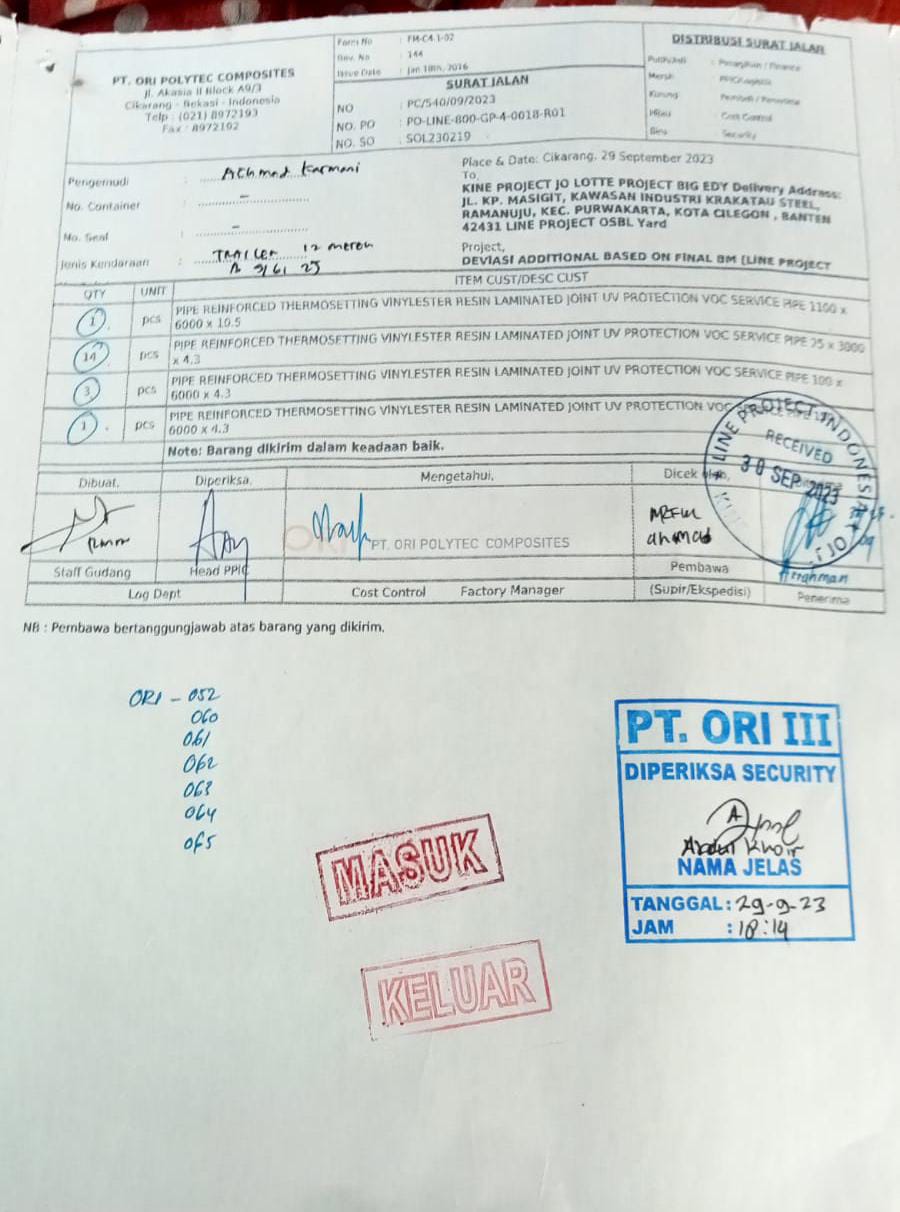 PT. ORI POLYTEC COMPOSITES
Jl. Akasia II Block A9/3
Cikarang - Bekasi - Indonesia
Telp : (021) 8972193
Fax : 8972192
Form No : FM-C4.1-02
Rev. No : 144
Issue Date : Jan 18th, 2016
SURAT JALAN
NO : PC/540/09/2023
NO. PO : PO-LINE-800-GP-4-0018-R01
NO. SO : SOL230219
DISTRIBUSI SURAT JALAN
Putih/Asli : Penagihan / Finance
Merah :
Kuning :
Hijau : Cost Control
Biru : Security
Pengemudi : Achmad Karmani
No. Container : -
No. Seal : -
Jenis Kendaraan : TRAILER 12 meter
Place & Date: Cikarang, 29 September 2023
To,
KINE PROJECT JO LOTTE PROJECT BIG EDY Delivery Address:
JL. KP. MASIGIT, KAWASAN INDUSTRI KRAKATAU STEEL,
RAMANUJU, KEC. PURWAKARTA, KOTA CILEGON , BANTEN
42431 LINE PROJECT OSBL Yard
Project,
DEVIASI ADDITIONAL BASED ON FINAL BM (LINE PROJECT
QTY UNIT ITEM CUST/DESC CUST
1 pcs PIPE REINFORCED THERMOSETTING VINYLESTER RESIN LAMINATED JOINT UV PROTECTION VOC SERVICE PIPE 1100 x
6000 x 10.5
14 pcs PIPE REINFORCED THERMOSETTING VINYLESTER RESIN LAMINATED JOINT UV PROTECTION VOC SERVICE PIPE 25 x 3000
x 4.3
3 pcs PIPE REINFORCED THERMOSETTING VINYLESTER RESIN LAMINATED JOINT UV PROTECTION VOC SERVICE PIPE 100 x
6000 x 4.3
1 pcs PIPE REINFORCED THERMOSETTING VINYLESTER RESIN LAMINATED JOINT UV PROTECTION VOC
6000 x 4.3
Note: Barang dikirim dalam keadaan baik.
LINE PROJECT INDONESIA
RECEIVED
30 SEP 2023
Dibuat, Diperiksa, Mengetahui, Dicek oleh,
PT. ORI POLYTEC COMPOSITES
ahmad
Staff Gudang Head PPIC Pembawa
Log Dept Cost Control Factory Manager (Supir/Ekspedisi) Penerima
NB : Pembawa bertanggungjawab atas barang yang dikirim.
ORI - 052
060
061
062
063
064
065
PT. ORI III
DIPERIKSA SECURITY
Abdul Khoir
NAMA JELAS
TANGGAL : 29-9-23
JAM : 18:14
MASUK
KELUAR